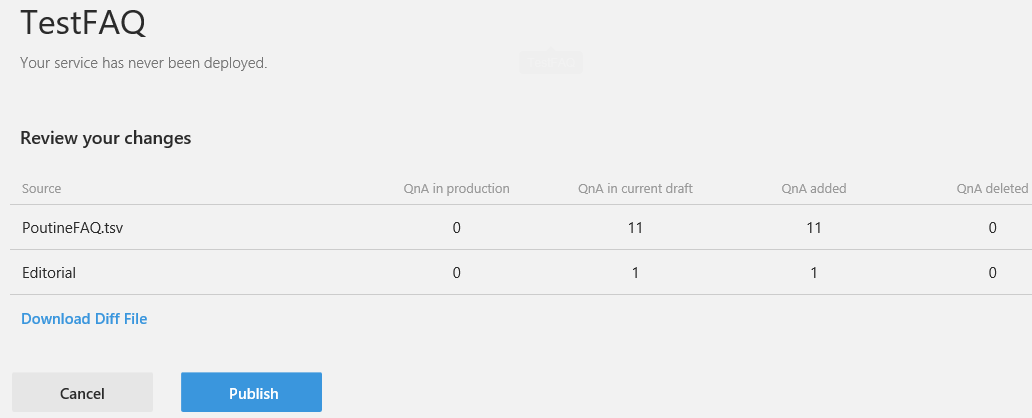 TestFAQ
Your service has never been deployed.
Review your changes
Source QnA in production QnA in current draft QnA added QnA deleted
PoutineFAQ.tsv 0 11 11 0
Editorial 0 1 1 0
Download Diff File
Cancel Publish